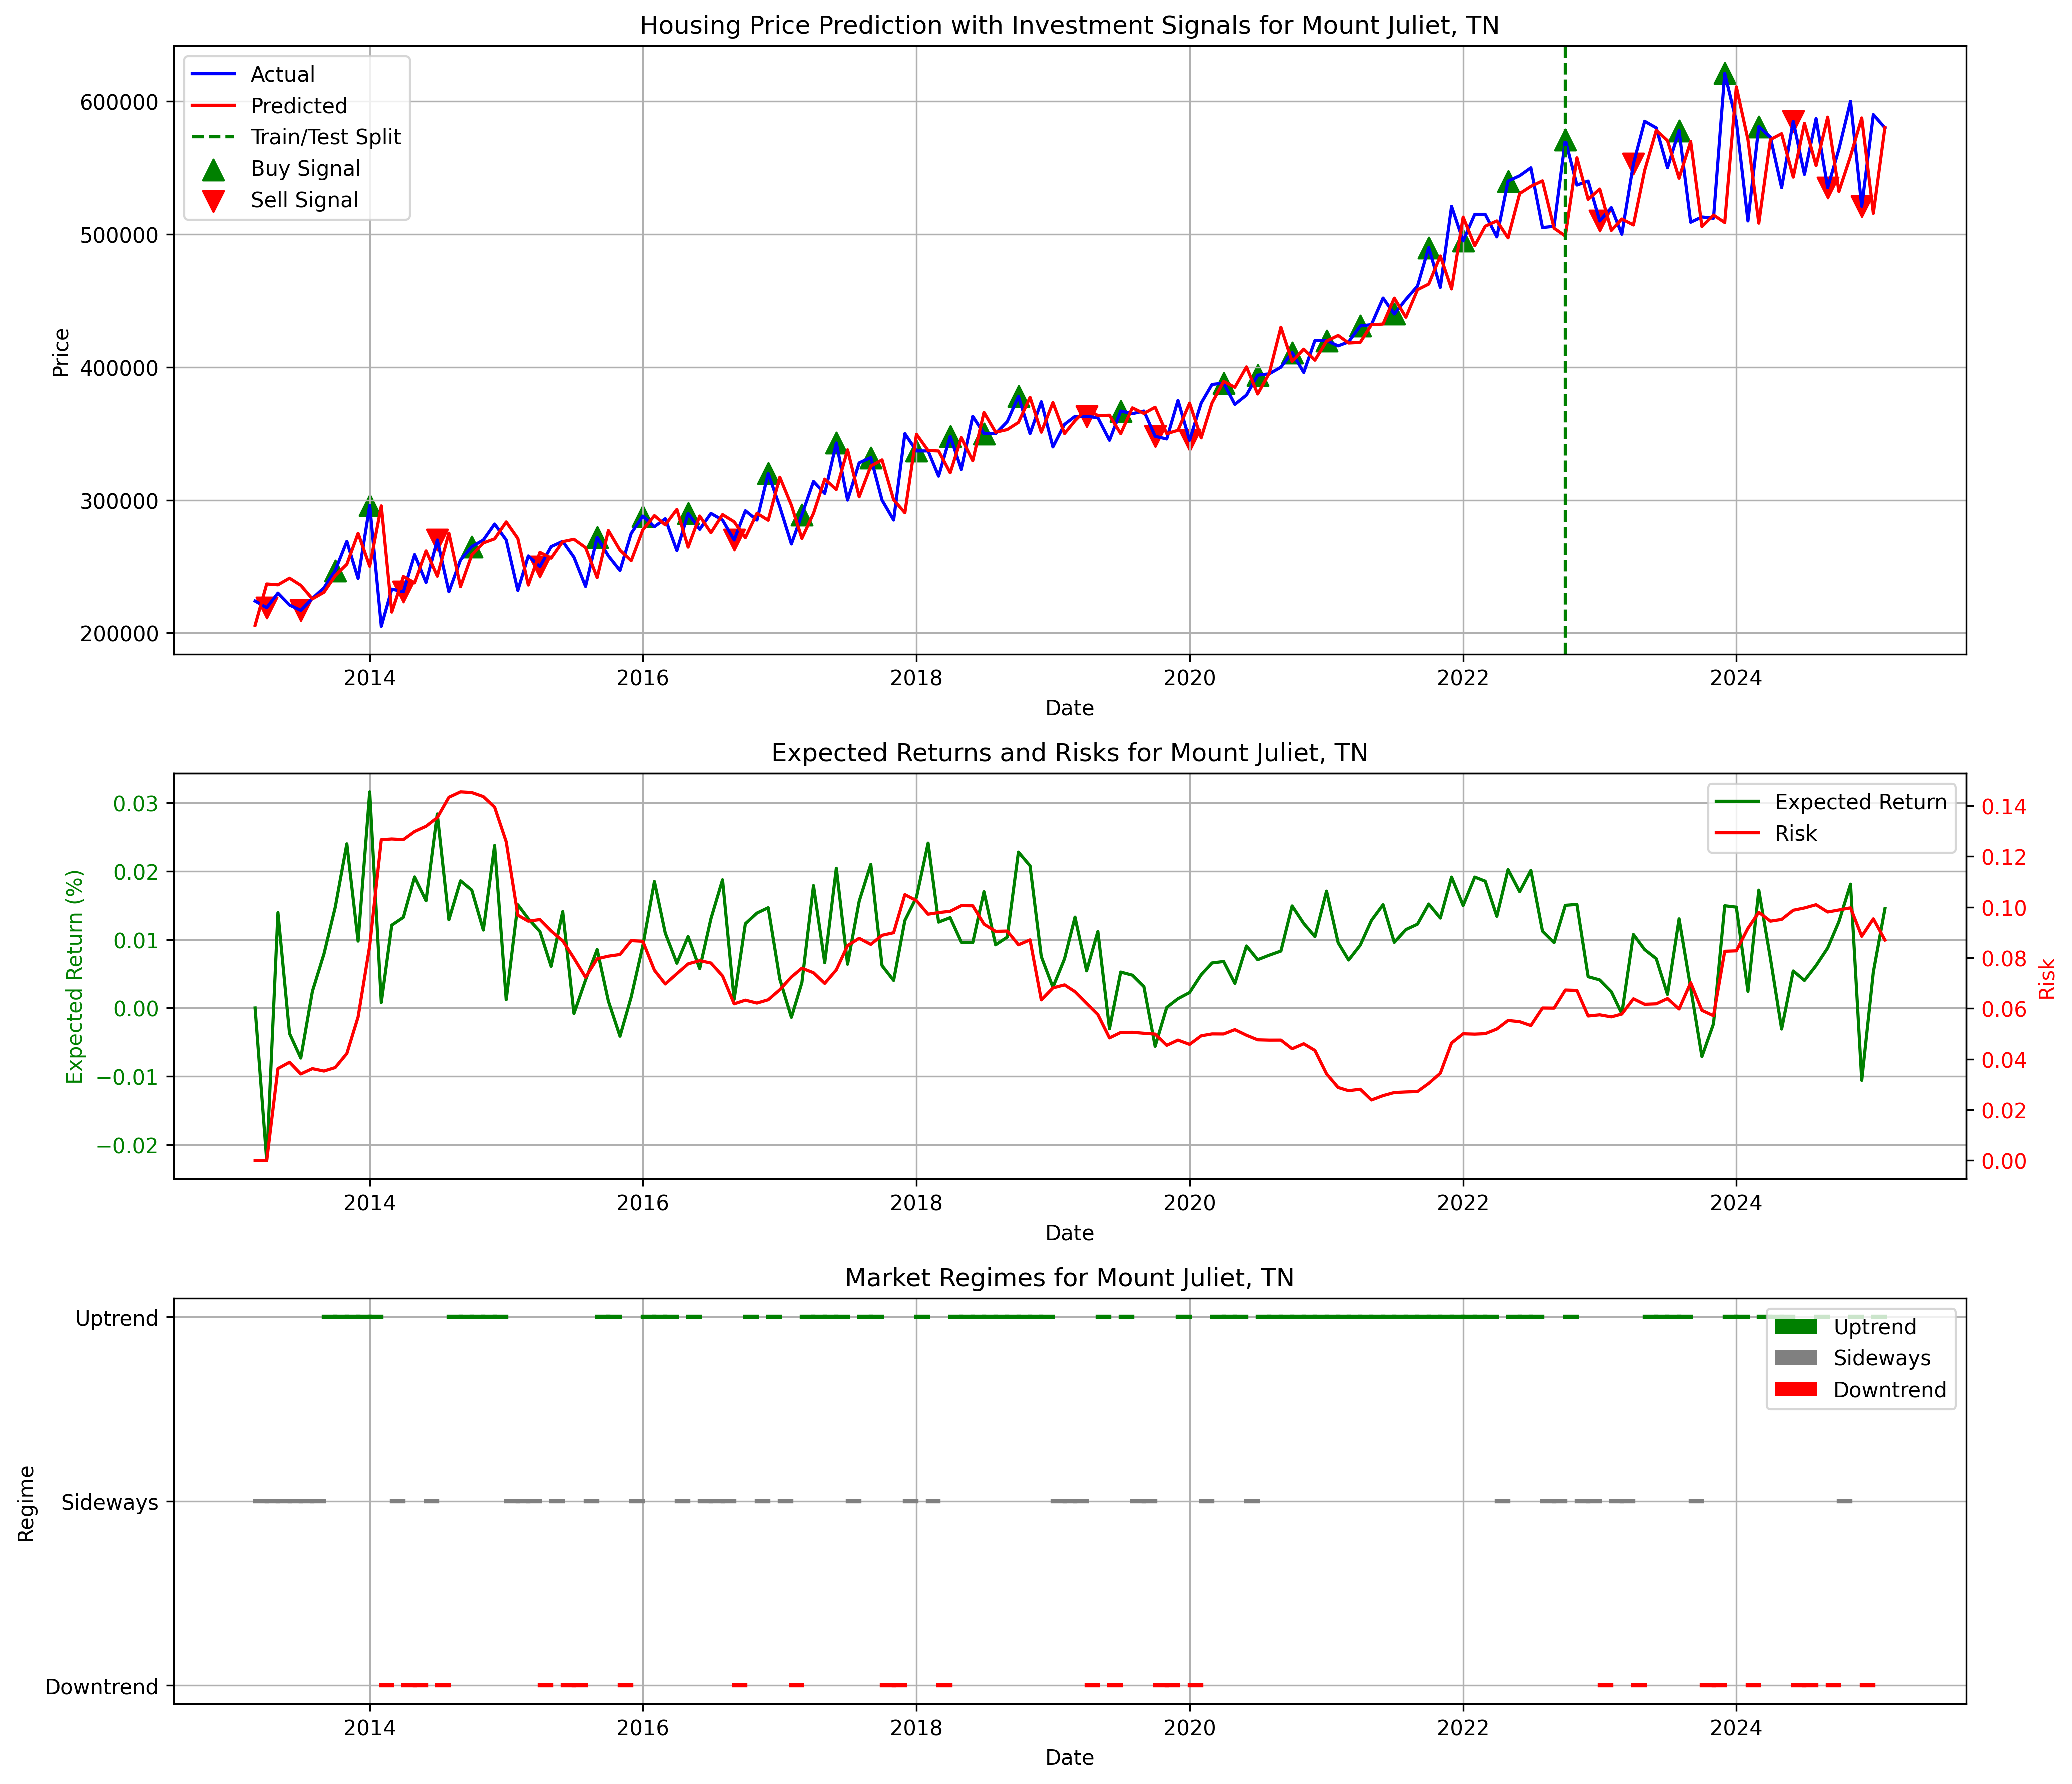 Housing Price Prediction with Investment Signals for Mount Juliet, TN
Actual
Predicted
Train/Test Split
Buy Signal
Sell Signal
600000
500000
400000
300000
200000
Price
2014 2016 2018 2020 2022 2024
Date
Expected Returns and Risks for Mount Juliet, TN
Expected Return
Risk
0.03
0.02
0.01
0.00
−0.01
−0.02
Expected Return (%)
0.14
0.12
0.10
0.08
0.06
0.04
0.02
0.00
Risk
2014 2016 2018 2020 2022 2024
Date
Market Regimes for Mount Juliet, TN
Uptrend
Sideways
Downtrend
Regime
Uptrend
Sideways
Downtrend
2014 2016 2018 2020 2022 2024
Date